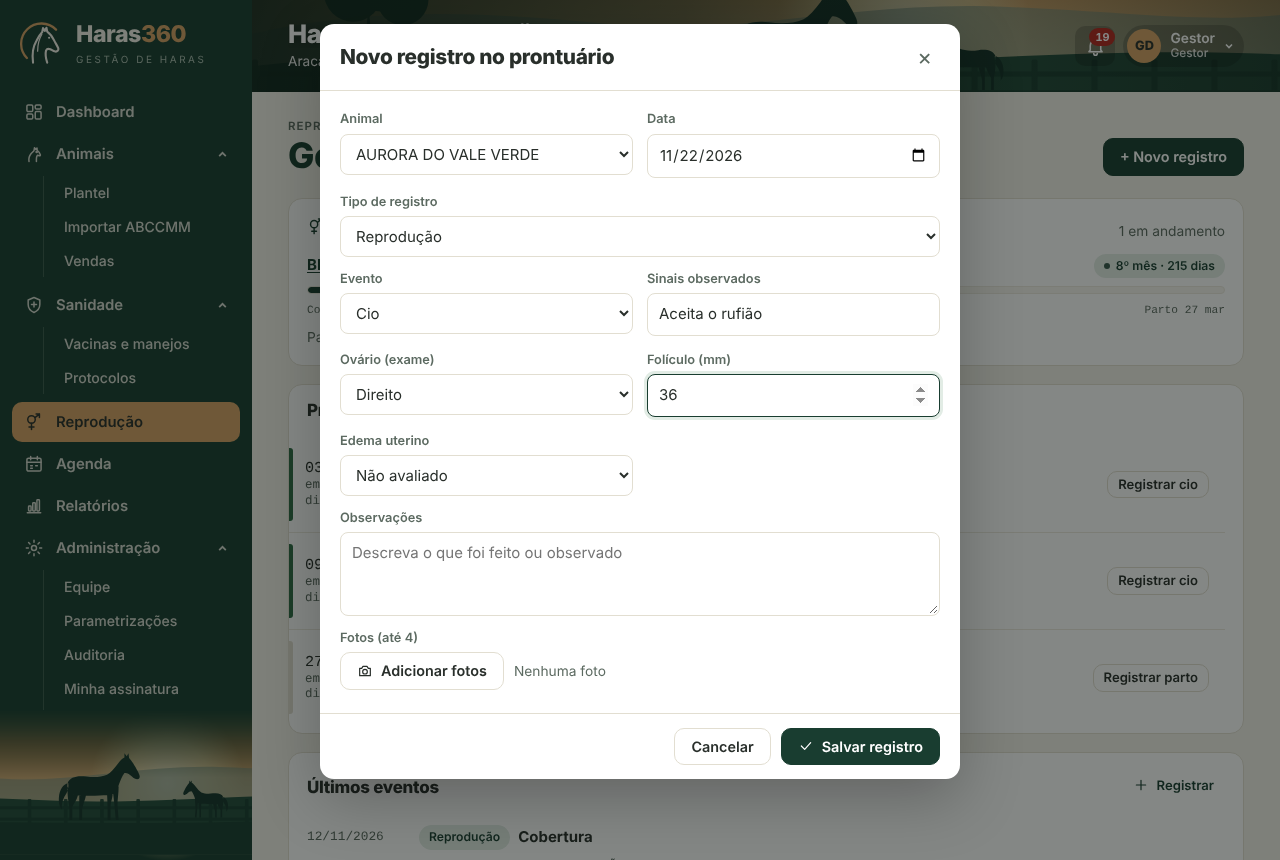 Haras360
GESTÃO DE HARAS
Dashboard
Animais
Plantel
Importar ABCCMM
Vendas
Sanidade
Vacinas e manejos
Protocolos
Reprodução
Agenda
Relatórios
Administração
Equipe
Parametrizações
Auditoria
Minha assinatura
19
GD
Gestor
Gestor
+ Novo registro
1 em andamento
8º mês · 215 dias
Parto 27 mar
Registrar cio
Registrar cio
Registrar parto
Novo registro no prontuário
Animal
Data
AURORA DO VALE VERDE
11/22/2026
Tipo de registro
Reprodução
Evento
Sinais observados
Cio
Aceita o rufião
Ovário (exame)
Folículo (mm)
Direito
36
Edema uterino
Não avaliado
Observações
Descreva o que foi feito ou observado
Fotos (até 4)
Adicionar fotos
Nenhuma foto
Cancelar
Salvar registro
Últimos eventos
+ Registrar
12/11/2026
Reprodução
Cobertura